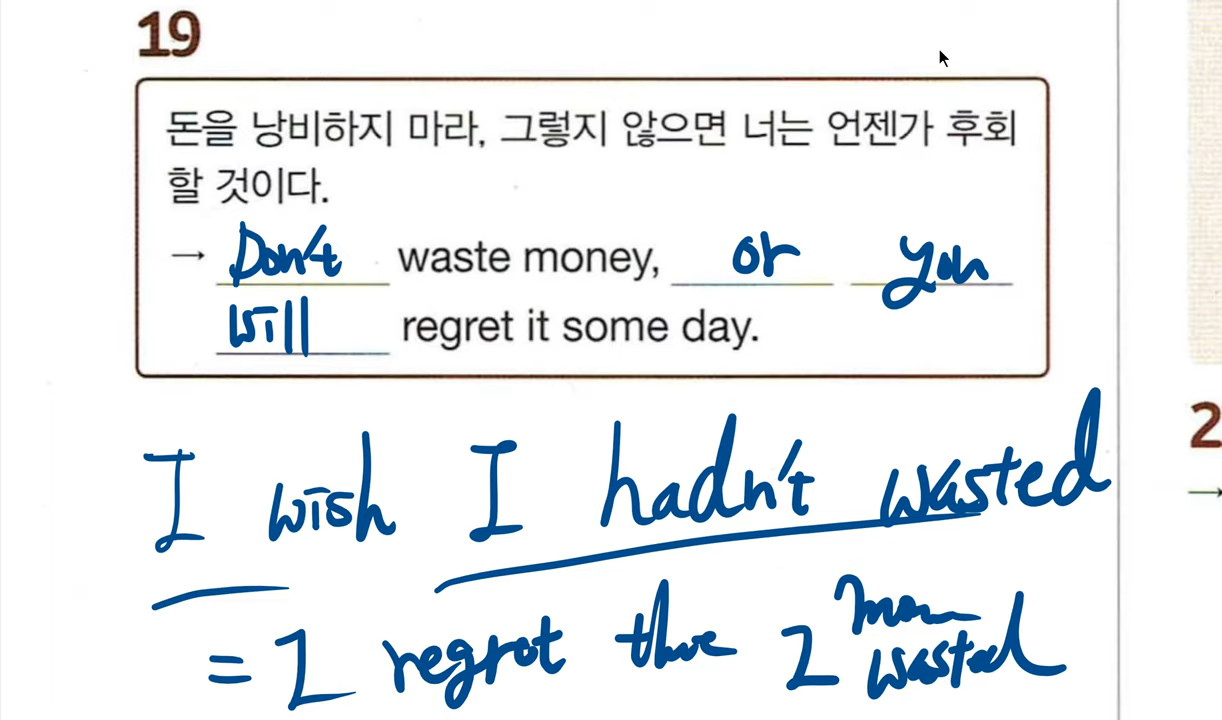 19
돈을 낭비하지 마라, 그렇지 않으면 너는 언젠가 후회
할 것이다.
→ Don't waste money, or you
will regret it some day.
2
→
I wish I hadn't wasted
= I regret I
wasted